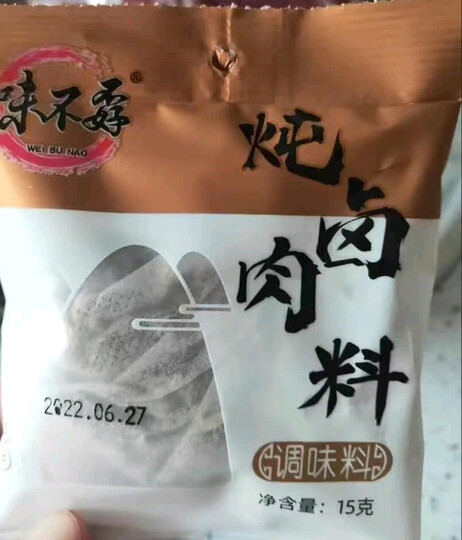 味不孬®
WEI BU NAO
炖
卤
肉
料
2022.06.27
调味料
净含量：15克